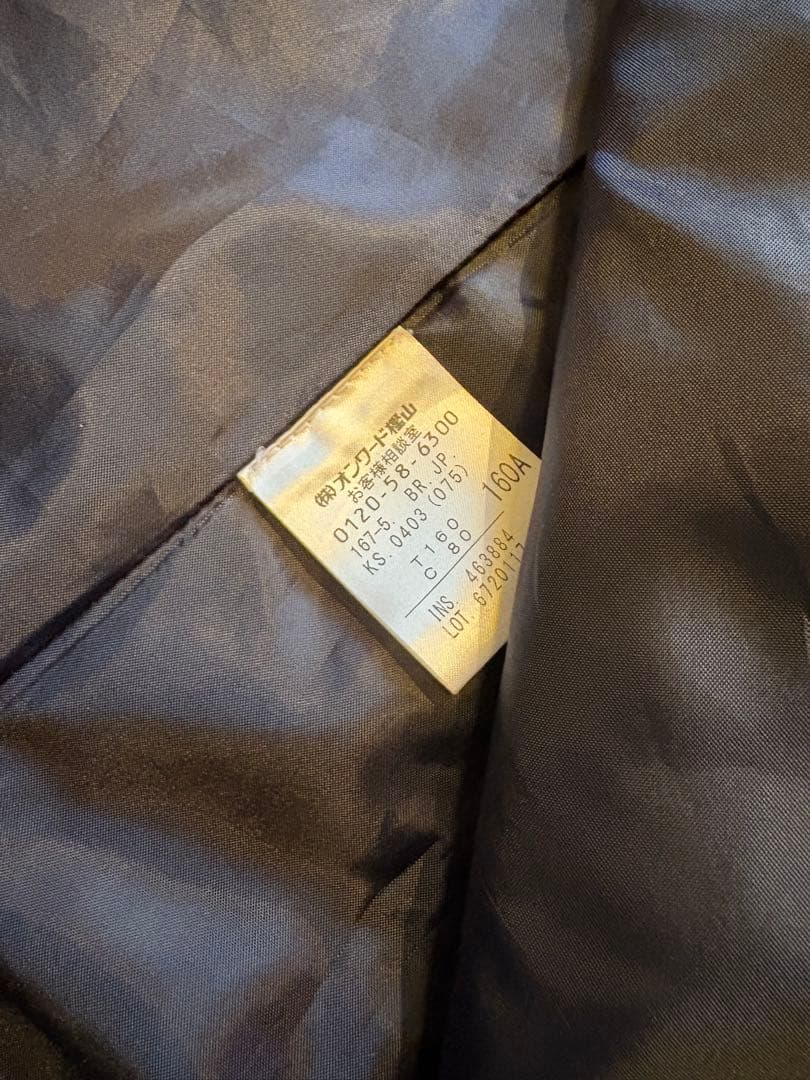 (株)オンワード樫山
お客様相談室
0120-58-6300
167-5. BR. JP.
KS. 0403 (075)
T 160
C 80
160A
INS. 463884
LOT. 6720117